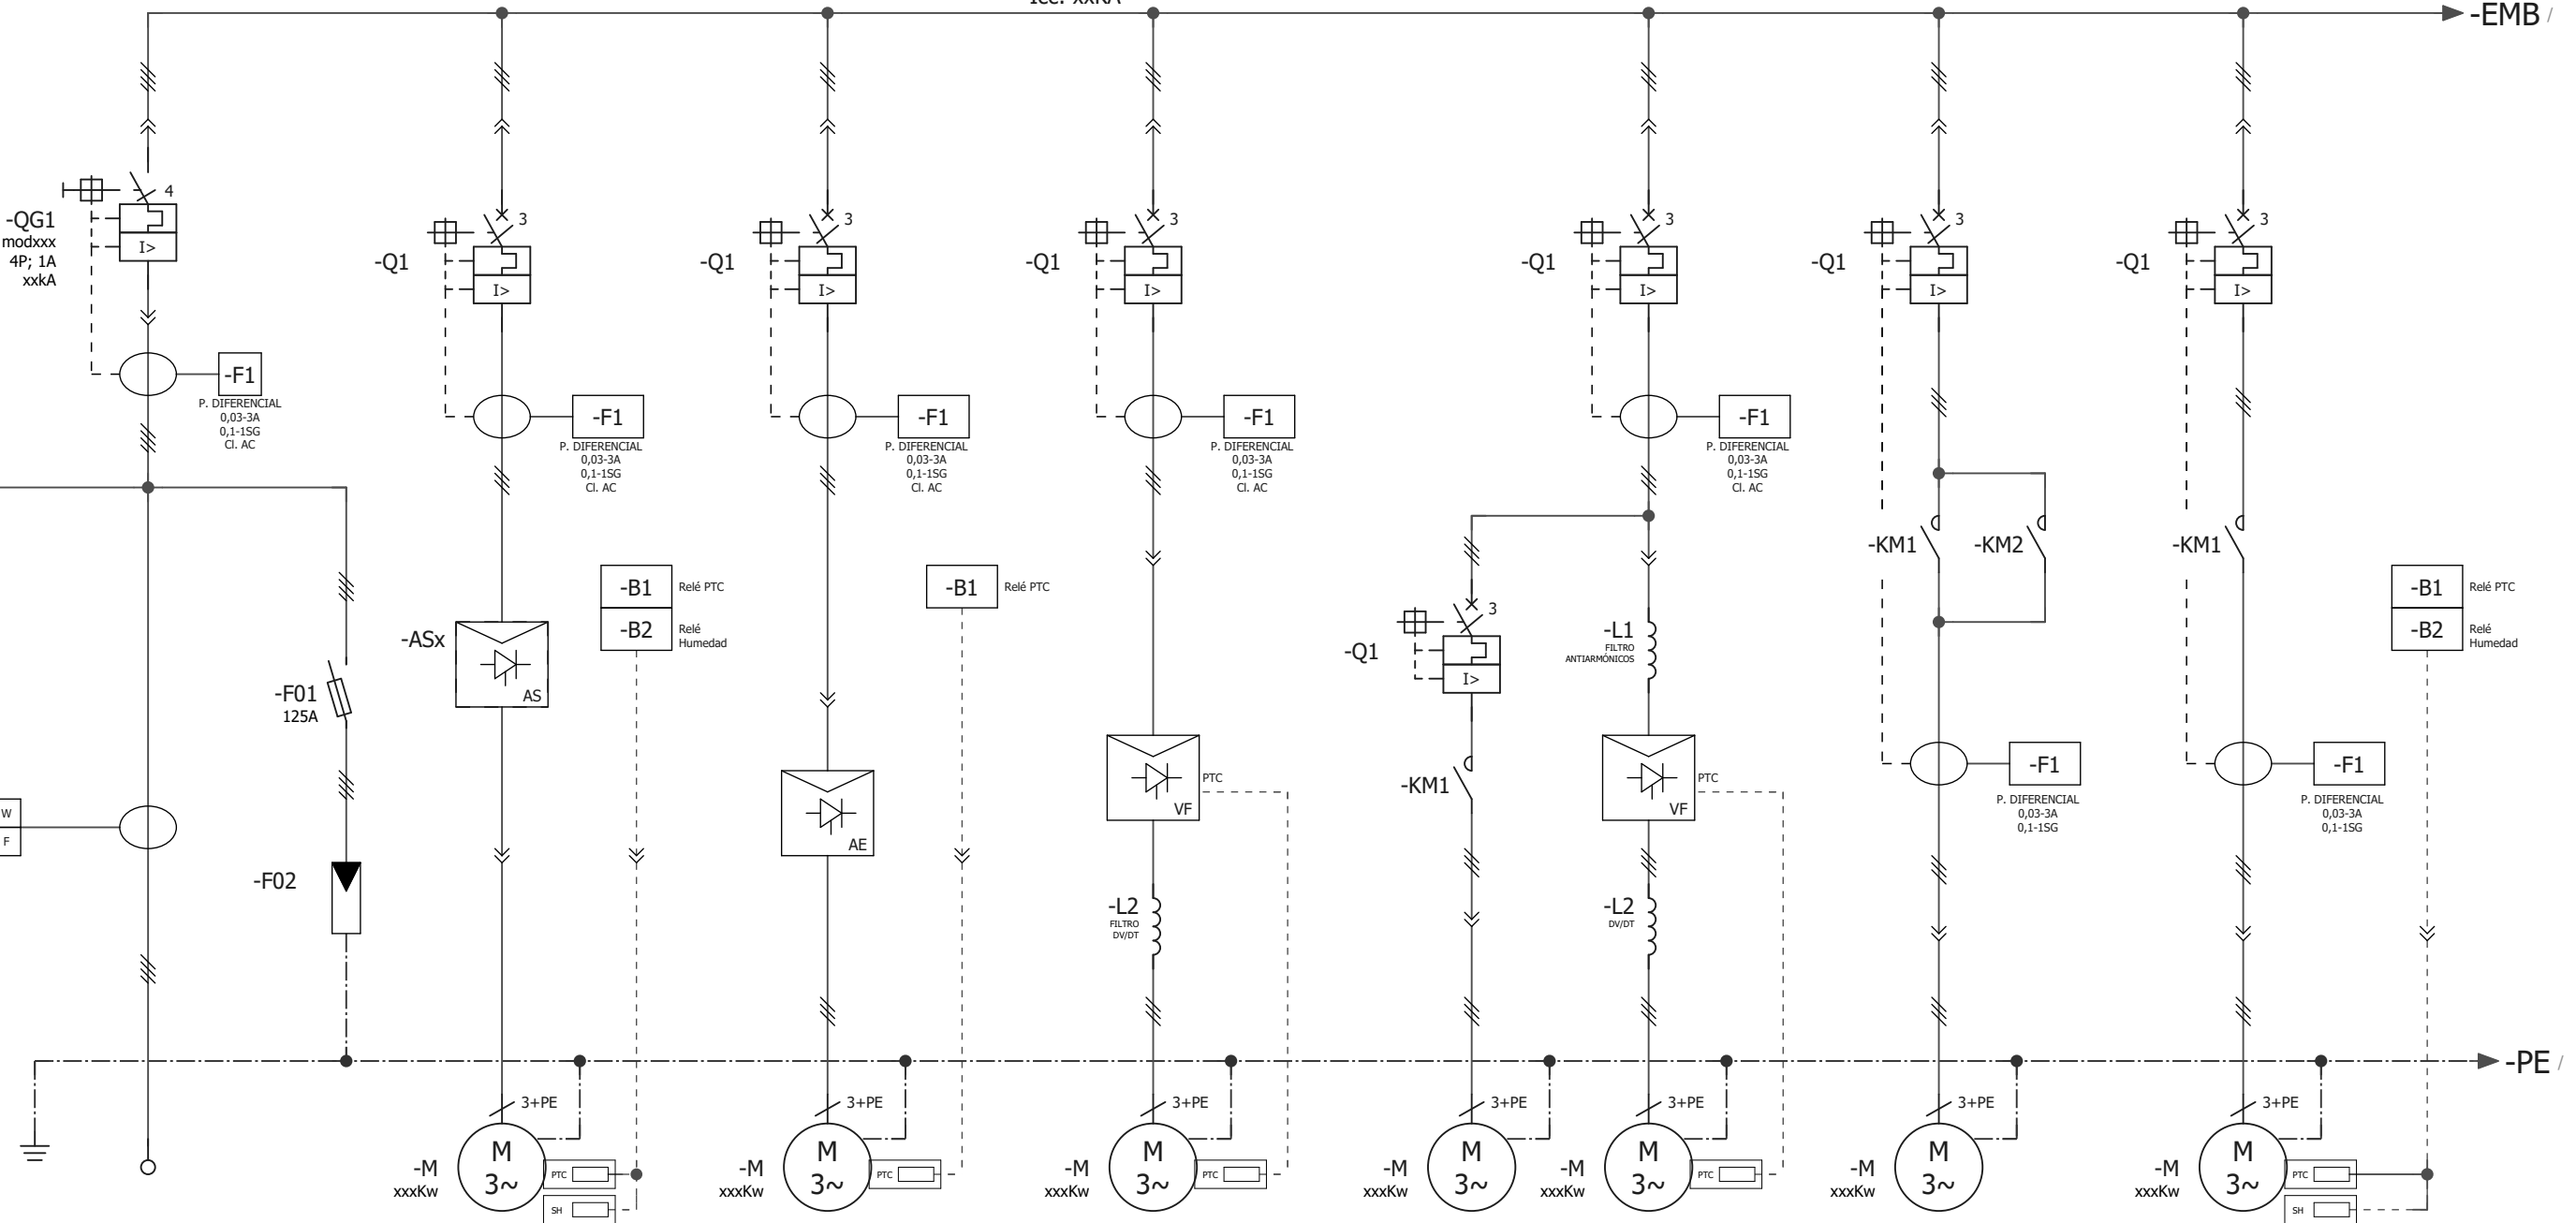 -EMB /
4
-QG1
modxxx
4P; 1A
xxkA
I>
-F1
P. DIFERENCIAL
0,03-3A
0,1-1SG
Cl. AC
-F01
125A
-F02
W
F
3
-Q1
I>
-F1
P. DIFERENCIAL
0,03-3A
0,1-1SG
Cl. AC
-ASx
AS
-B1
Relé PTC
-B2
Relé
Humedad
3+PE
M
3~
-M
xxxKw
PTC
SH
3
-Q1
I>
-F1
P. DIFERENCIAL
0,03-3A
0,1-1SG
Cl. AC
-B1
Relé PTC
AE
3+PE
M
3~
-M
xxxKw
PTC
3
-Q1
I>
-F1
P. DIFERENCIAL
0,03-3A
0,1-1SG
Cl. AC
PTC
VF
-L2
FILTRO
DV/DT
3+PE
M
3~
-M
xxxKw
PTC
3
-Q1
I>
-F1
P. DIFERENCIAL
0,03-3A
0,1-1SG
Cl. AC
3
-Q1
I>
-KM1
3+PE
M
3~
-M
xxxKw
-L1
FILTRO
ANTIARMÓNICOS
PTC
VF
-L2
DV/DT
3+PE
M
3~
-M
xxxKw
PTC
3
-Q1
I>
-KM1
-KM2
-F1
P. DIFERENCIAL
0,03-3A
0,1-1SG
3+PE
M
3~
-M
xxxKw
3
-Q1
I>
-KM1
-F1
P. DIFERENCIAL
0,03-3A
0,1-1SG
-B1
Relé PTC
-B2
Relé
Humedad
-PE /
3+PE
M
3~
-M
xxxKw
PTC
SH